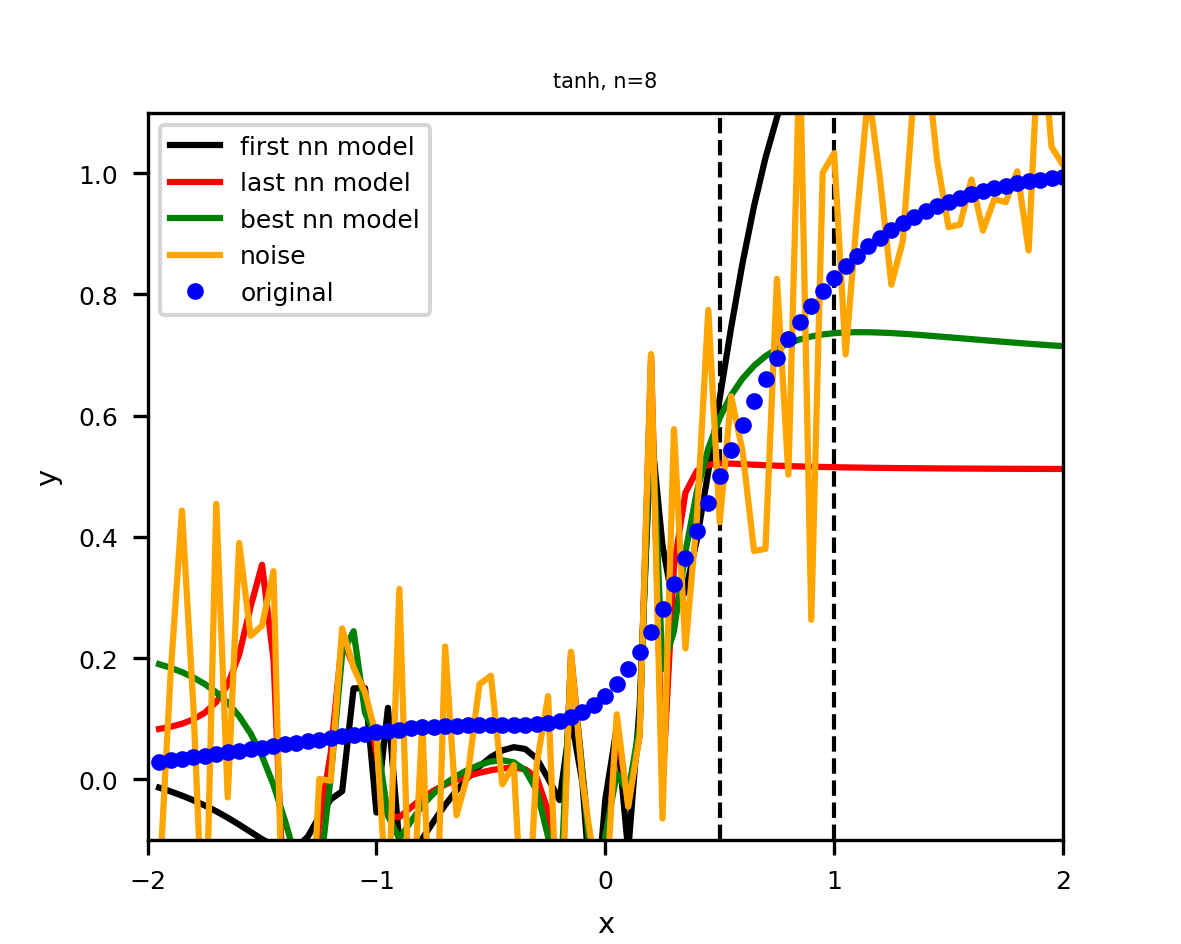 tanh, n=8
first nn model
last nn model
best nn model
noise
original
1.0
0.8
0.6
0.4
0.2
0.0
y
−2
−1
0
1
2
x